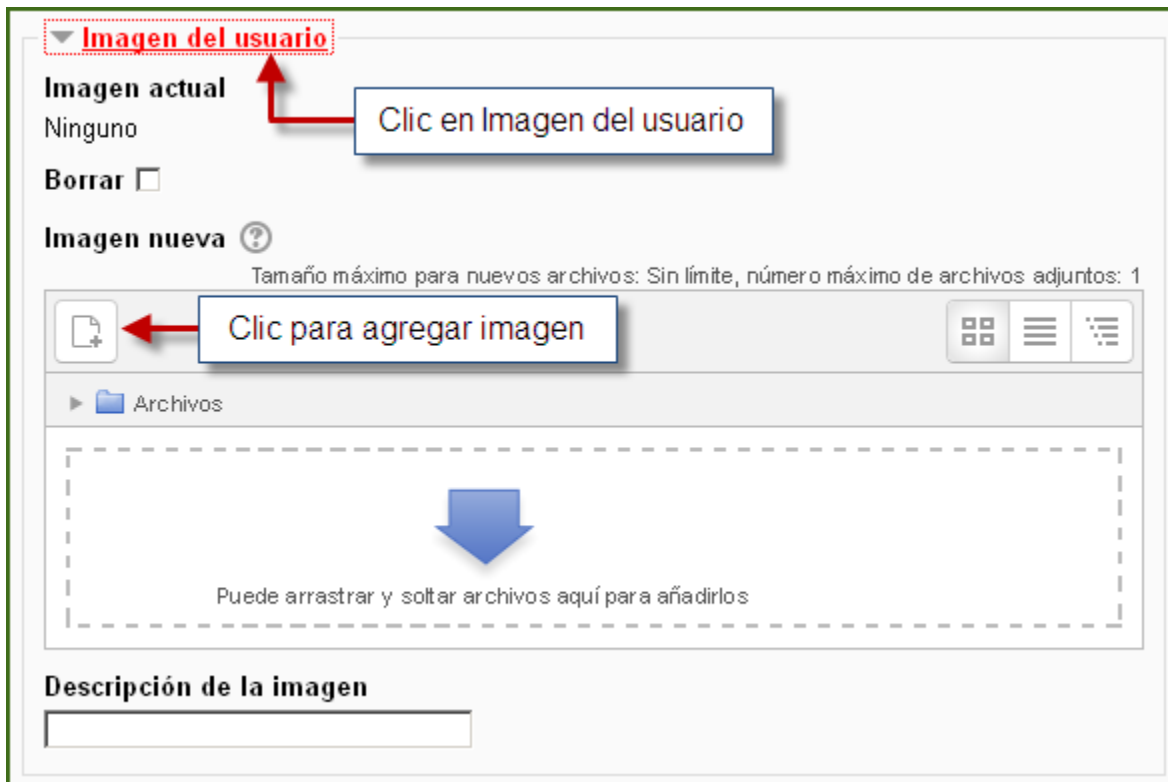 Imagen del usuario
Imagen actual
Clic en Imagen del usuario
Ninguno
Borrar
Imagen nueva
Tamaño máximo para nuevos archivos: Sin límite, número máximo de archivos adjuntos: 1
Clic para agregar imagen
Archivos
Puede arrastrar y soltar archivos aquí para añadirlos
Descripción de la imagen